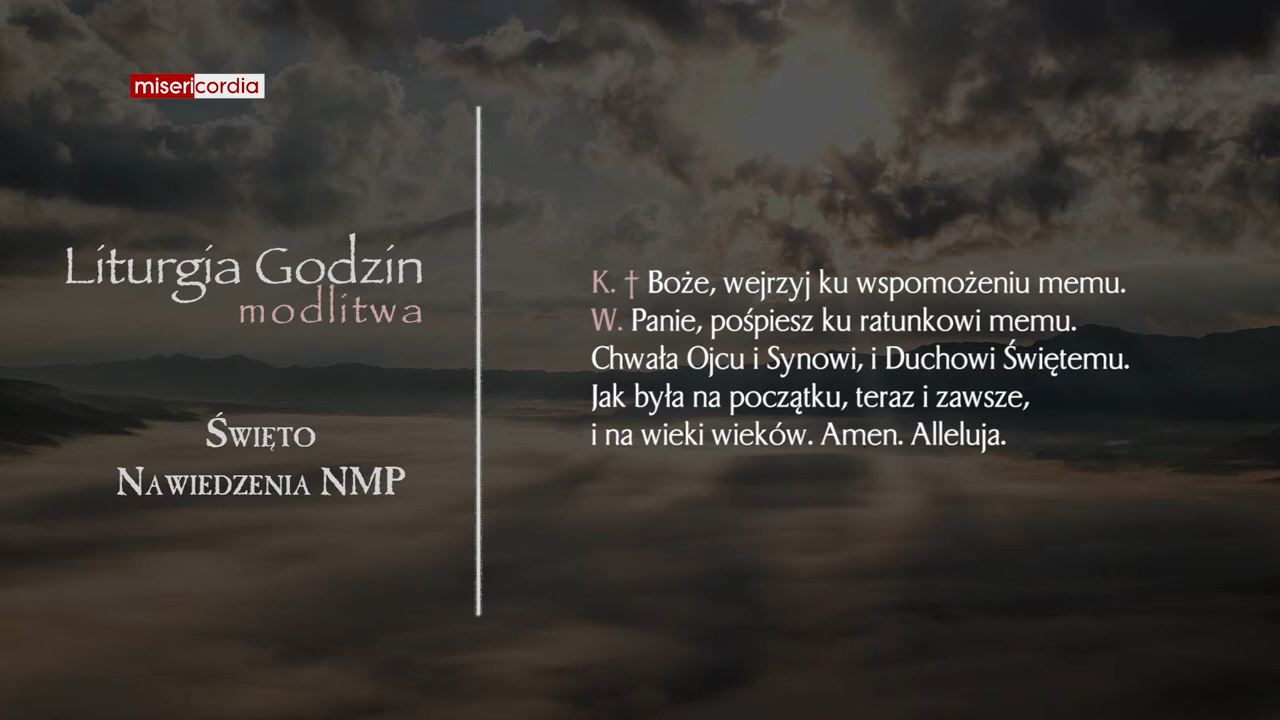 misericordia
Liturgia Godzin
modlitwa
Święto
Nawiedzenia NMP
K. † Boże, wejrzyj ku wspomożeniu memu.
W. Panie, pośpiesz ku ratunkowi memu.
Chwała Ojcu i Synowi, i Duchowi Świętemu.
Jak była na początku, teraz i zawsze,
i na wieki wieków. Amen. Alleluja.